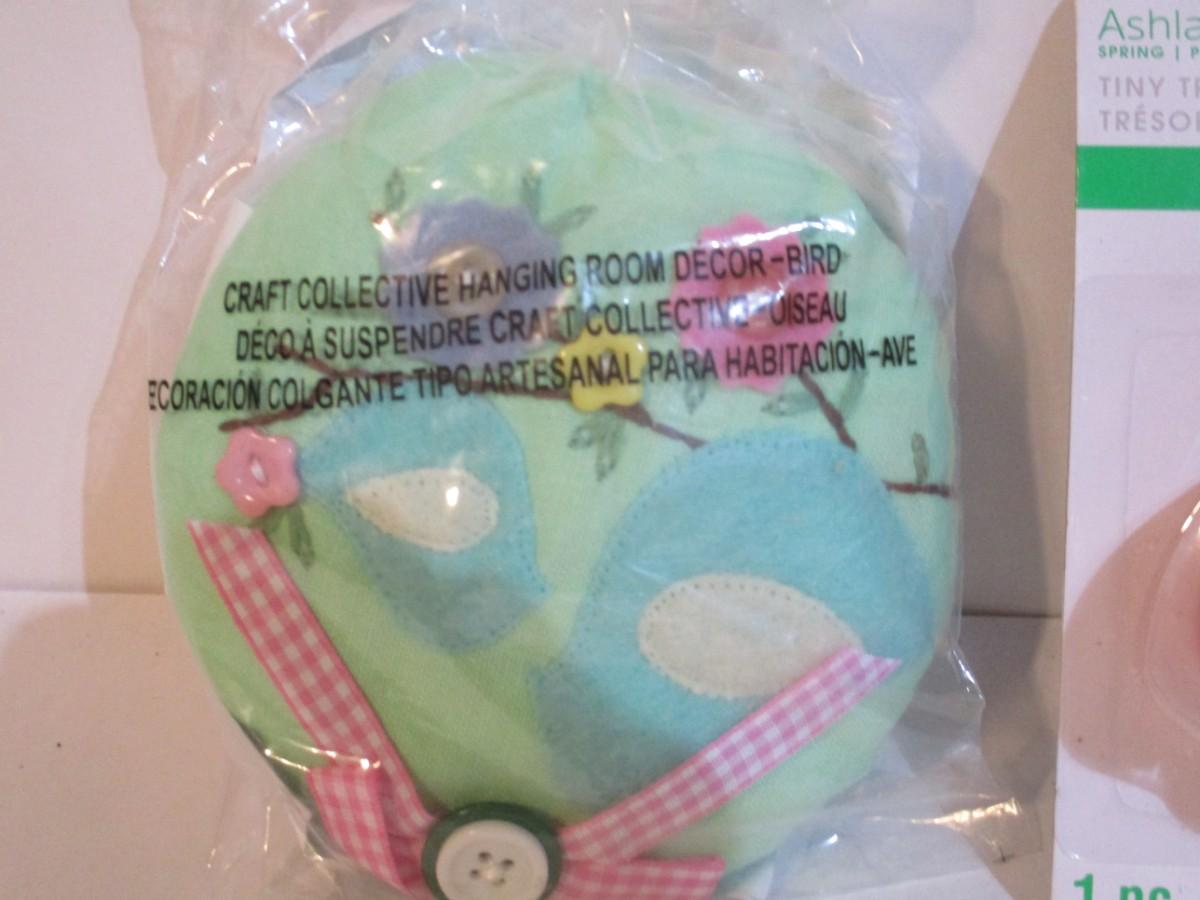 CRAFT COLLECTIVE HANGING ROOM DÉCOR-BIRD
DÉCO À SUSPENDRE CRAFT COLLECTIVE-OISEAU
ECORACIÓN COLGANTE TIPO ARTESANAL PARA HABITACIÓN-AVE
Ashla
SPRING | P
TINY TR
TRÉSOR
1 pc